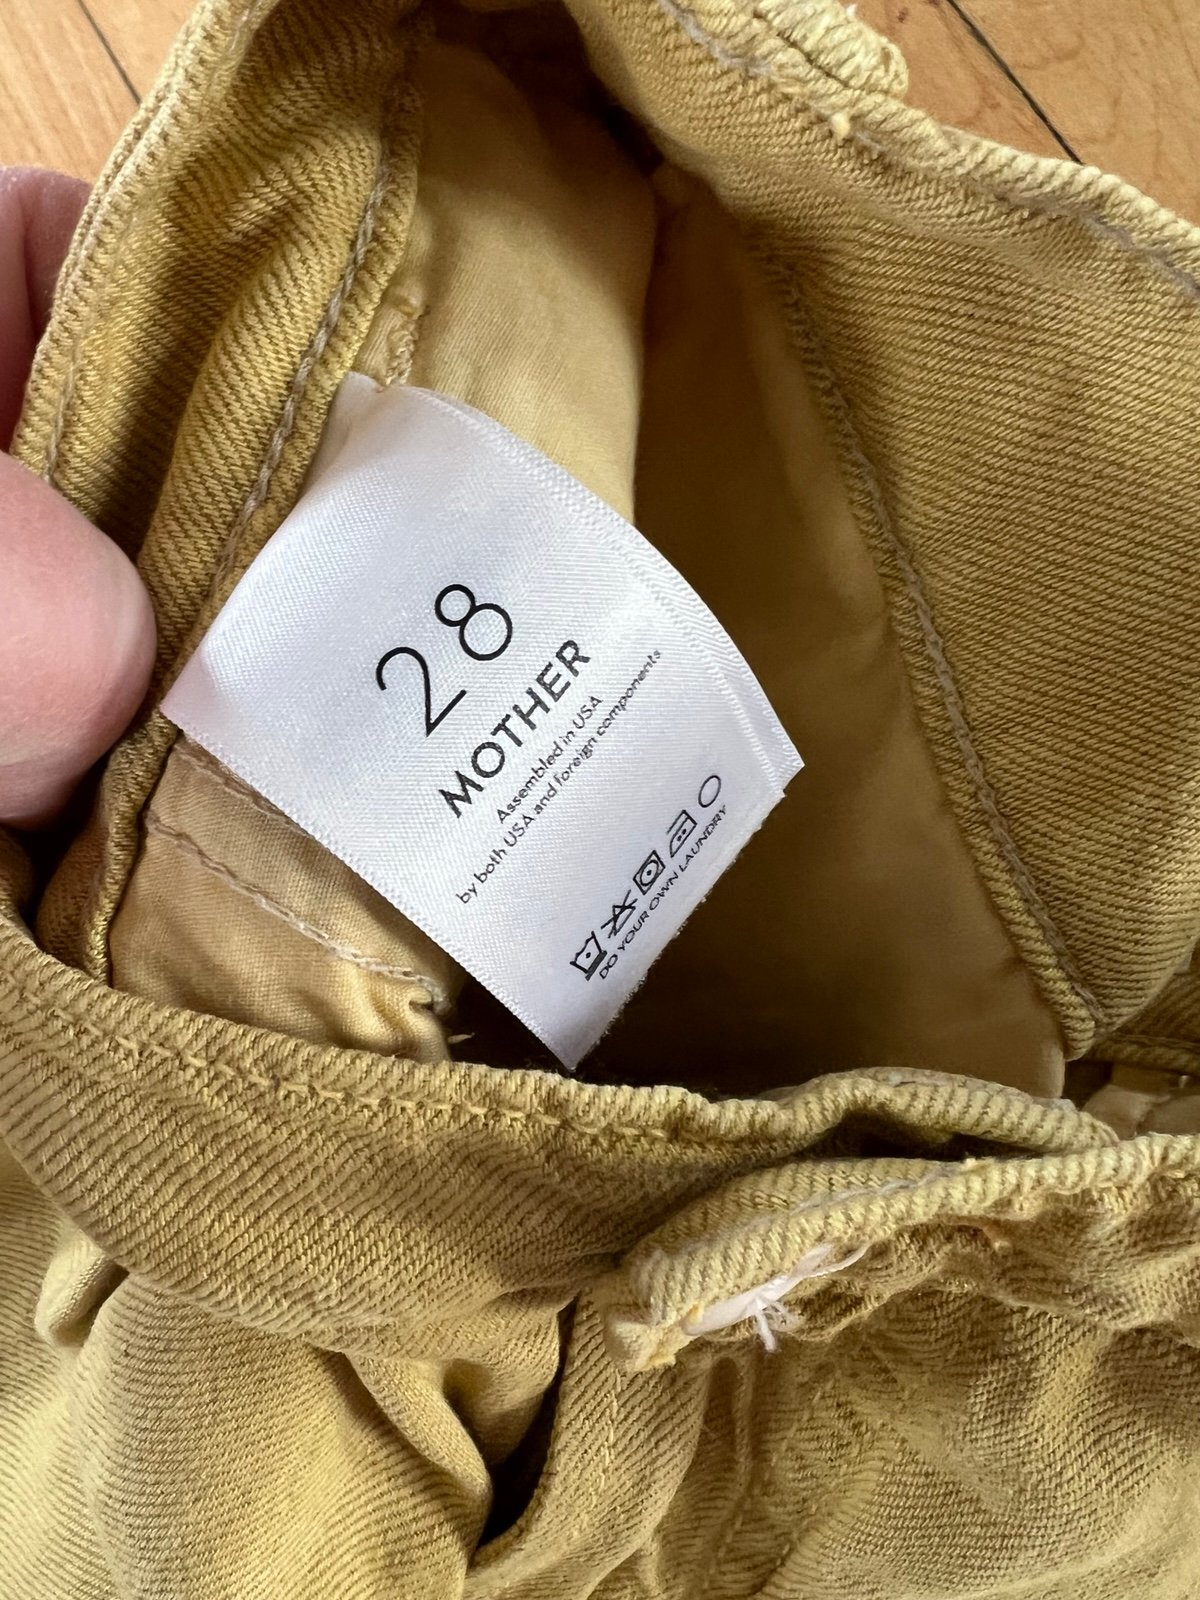 28
MOTHER
Assembled in USA
by both USA and foreign components
DO YOUR OWN LAUNDRY